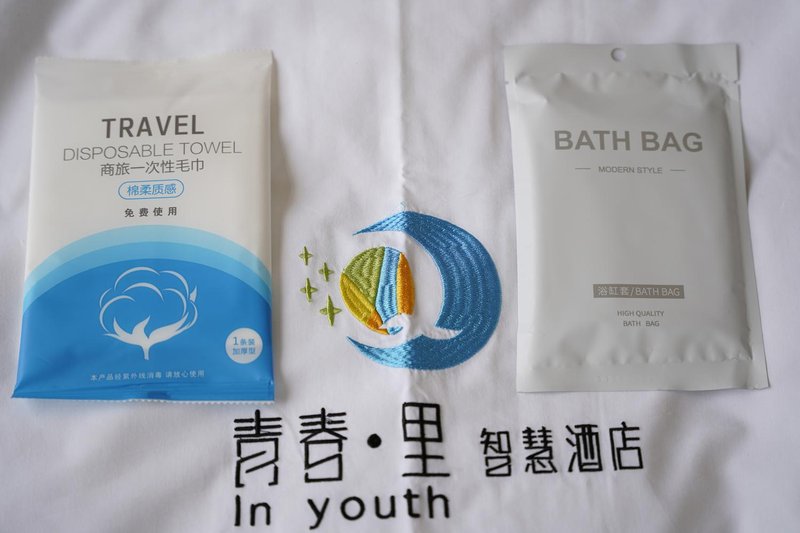 TRAVEL
DISPOSABLE TOWEL
商旅一次性毛巾
棉柔质感
免费使用
1条装
加厚型
本产品经紫外线消毒 请放心使用
BATH BAG
MODERN STYLE
浴缸套/BATH BAG
HIGH QUALITY
BATH BAG
青春·里 智慧酒店
In youth